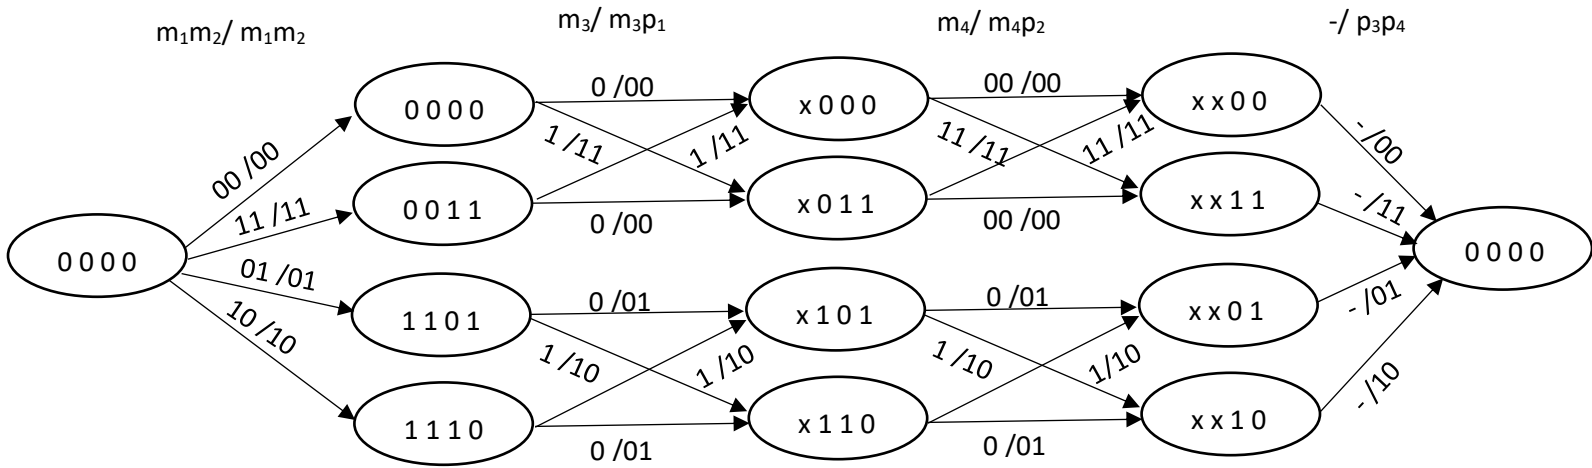 m₁m₂/ m₁m₂
m₃/ m₃p₁
m₄/ m₄p₂
-/ p₃p₄
0 0 0 0
00 /00
11 /11
01 /01
10 /10
0 0 0 0
0 0 1 1
1 1 0 1
1 1 1 0
0 /00
1 /11
1 /11
0 /00
0 /01
1 /10
1 /10
0 /01
x 0 0 0
x 0 1 1
x 1 0 1
x 1 1 0
00 /00
11 /11
11 /11
00 /00
0 /01
1 /10
1/10
0 /01
x x 0 0
x x 1 1
x x 0 1
x x 1 0
- /00
- /11
- /01
- /10
0 0 0 0